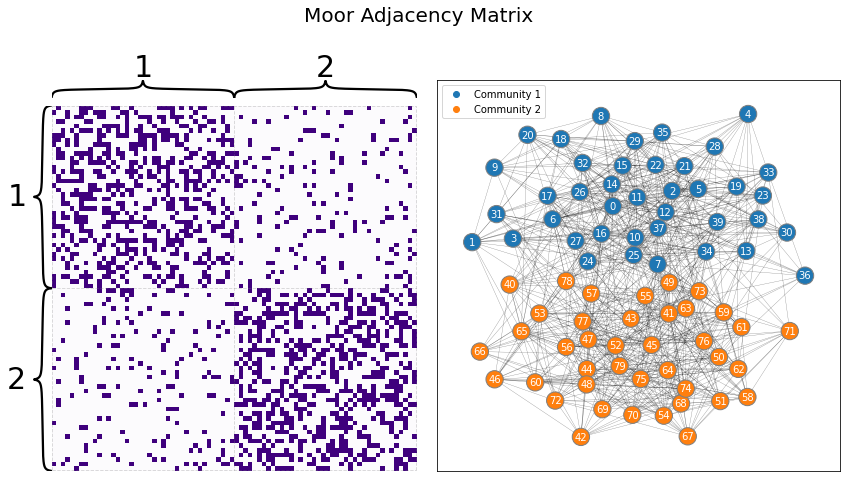 Moor Adjacency Matrix
1 2
1
2
Community 1
Community 2
8 4
20 18 29 35 28
9 32 15 22 21 33
17 26 14 11 2 5 19 23
31 6 0 12 39 38
1 3 27 16 10 37 30
24 25 7 34 13
36
40 78 57 55 49 73
53 77 43 41 63 59
65 47 61 71
66 56 52 45 76 50
46 60 44 79 64 62
48 75 74
72 69 70 54 68 51 58
42 67